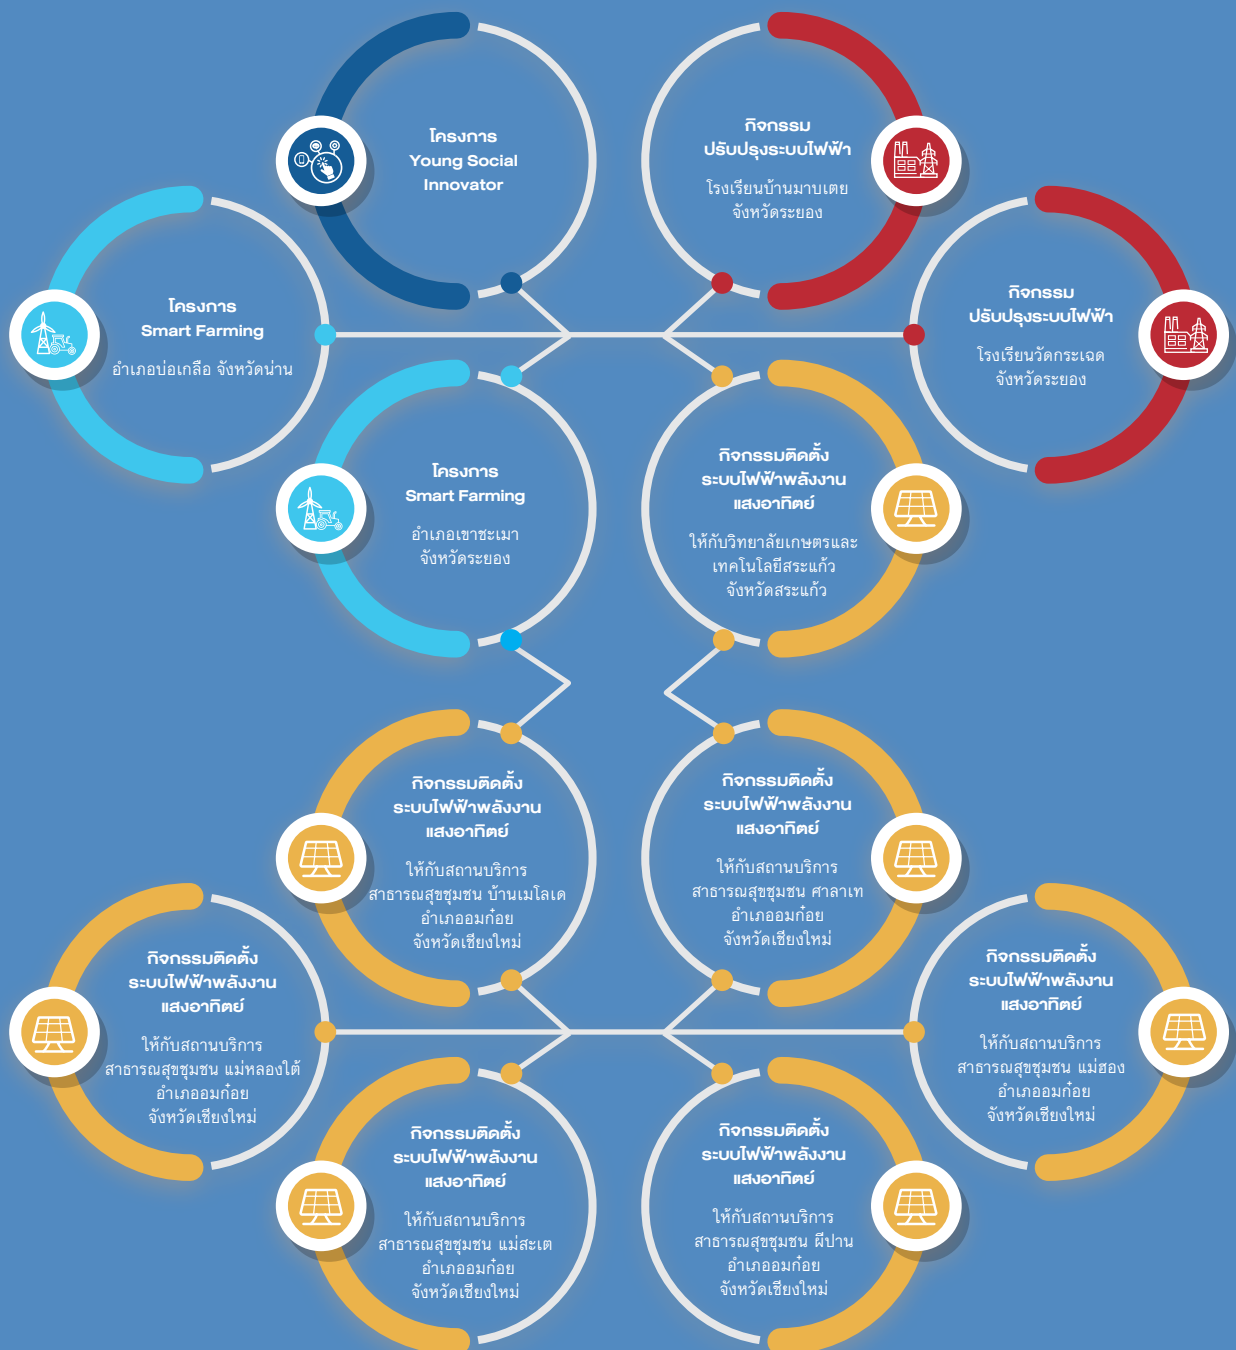 โครงการ
Young Social
Innovator
กิจกรรม
ปรับปรุงระบบไฟฟ้า
โรงเรียนบ้านมาบเตย
จังหวัดระยอง
โครงการ
Smart Farming
อำเภอบ่อเกลือ จังหวัดน่าน
กิจกรรม
ปรับปรุงระบบไฟฟ้า
โรงเรียนวัดกระเฉด
จังหวัดระยอง
โครงการ
Smart Farming
อำเภอเขาชะเมา
จังหวัดระยอง
กิจกรรมติดตั้ง
ระบบไฟฟ้าพลังงาน
แสงอาทิตย์
ให้กับวิทยาลัยเกษตรและ
เทคโนโลยีสระแก้ว
จังหวัดสระแก้ว
กิจกรรมติดตั้ง
ระบบไฟฟ้าพลังงาน
แสงอาทิตย์
ให้กับสถานบริการ
สาธารณสุขชุมชน บ้านเมโลเด
อำเภออมก๋อย
จังหวัดเชียงใหม่
กิจกรรมติดตั้ง
ระบบไฟฟ้าพลังงาน
แสงอาทิตย์
ให้กับสถานบริการ
สาธารณสุขชุมชน ศาลาเท
อำเภออมก๋อย
จังหวัดเชียงใหม่
กิจกรรมติดตั้ง
ระบบไฟฟ้าพลังงาน
แสงอาทิตย์
ให้กับสถานบริการ
สาธารณสุขชุมชน แม่หลองใต้
อำเภออมก๋อย
จังหวัดเชียงใหม่
กิจกรรมติดตั้ง
ระบบไฟฟ้าพลังงาน
แสงอาทิตย์
ให้กับสถานบริการ
สาธารณสุขชุมชน แม่ฮอง
อำเภออมก๋อย
จังหวัดเชียงใหม่
กิจกรรมติดตั้ง
ระบบไฟฟ้าพลังงาน
แสงอาทิตย์
ให้กับสถานบริการ
สาธารณสุขชุมชน แม่สะเต
อำเภออมก๋อย
จังหวัดเชียงใหม่
กิจกรรมติดตั้ง
ระบบไฟฟ้าพลังงาน
แสงอาทิตย์
ให้กับสถานบริการ
สาธารณสุขชุมชน ผีปาน
อำเภออมก๋อย
จังหวัดเชียงใหม่